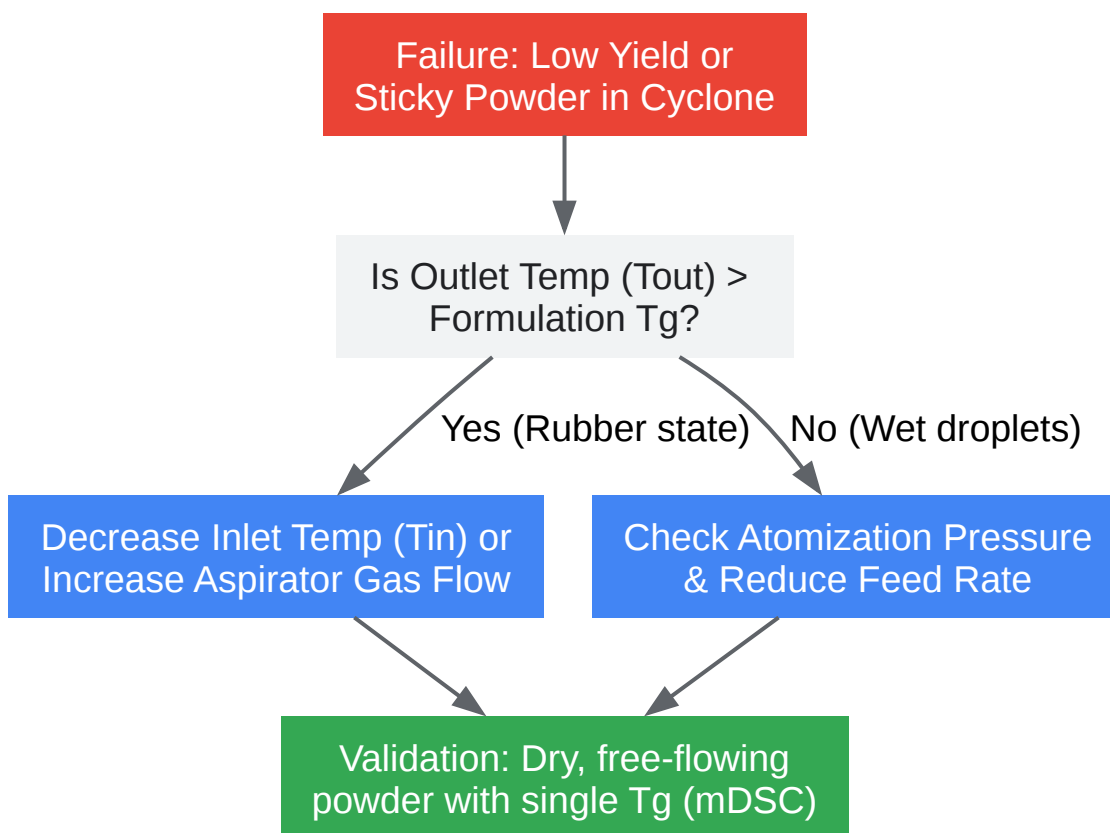 Failure: Low Yield or
Sticky Powder in Cyclone
Is Outlet Temp (Tout) >
Formulation Tg?
Yes (Rubber state)
No (Wet droplets)
Decrease Inlet Temp (Tin) or
Increase Aspirator Gas Flow
Check Atomization Pressure
& Reduce Feed Rate
Validation: Dry, free-flowing
powder with single Tg (mDSC)